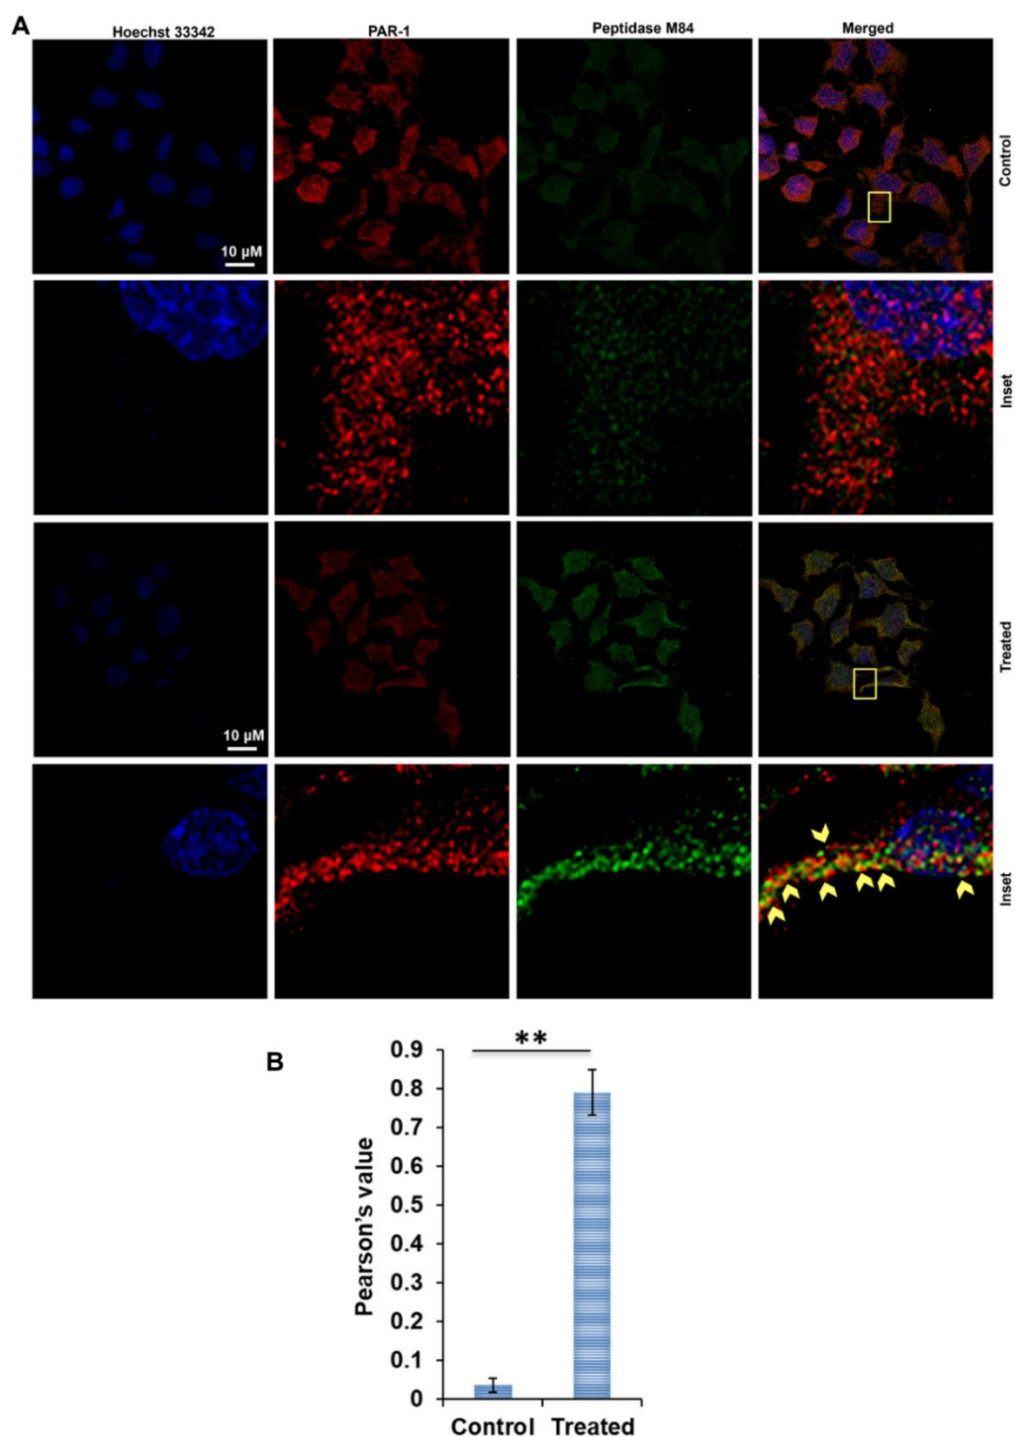 A
Hoechst 33342 PAR-1 Peptidase M84 Merged
Control
10 µM
Inset
Treated
10 µM
Inset
B
**
0.9
0.8
0.7
0.6
0.5
0.4
0.3
0.2
0.1
0
Pearson's value
Control Treated